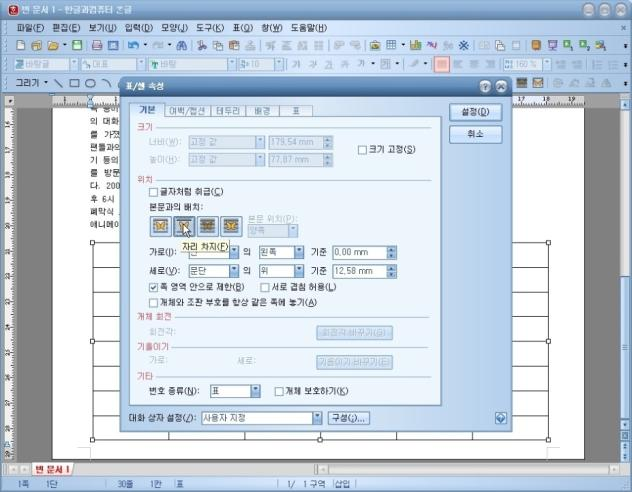 빈 문서 1 - 한글과컴퓨터 한글
파일(F) 편집(E) 보기(U) 입력(D) 모양(J) 도구(K) 표(Q) 창(W) 도움말(H)
바탕글 대표 바탕 10 160 %
그리기
표/셀 속성
기본 여백/캡션 테두리 배경 표
설정(D)
취소
크기
너비(W): 고정 값 179,54 mm
높이(H): 고정 값 77,87 mm
크기 고정(S)
위치
글자처럼 취급(C)
본문과의 배치:
본문 위치(P):
양쪽
자리 차지(F)
가로(I): 의 왼쪽 기준 0,00 mm
세로(V): 문단 의 위 기준 12,58 mm
쪽 영역 안으로 제한(B) 서로 겹침 허용(L)
개체와 조판 부호를 항상 같은 쪽에 놓기(A)
개체 회전
회전각: 회전각 바꾸기(G)
기울이기
가로: 세로: 기울이기 바꾸기(E)
기타
번호 종류(N): 표 개체 보호하기(K)
대화 상자 설정(/): 사용자 지정 구성(;)...
의 대화
를 가졌
팬들과의
기 등의
를 방문
다. 200
후 6시
폐막식
애니메이
빈 문서 1
1쪽 1단 30줄 1칸 표 1/ 1 구역 삽입